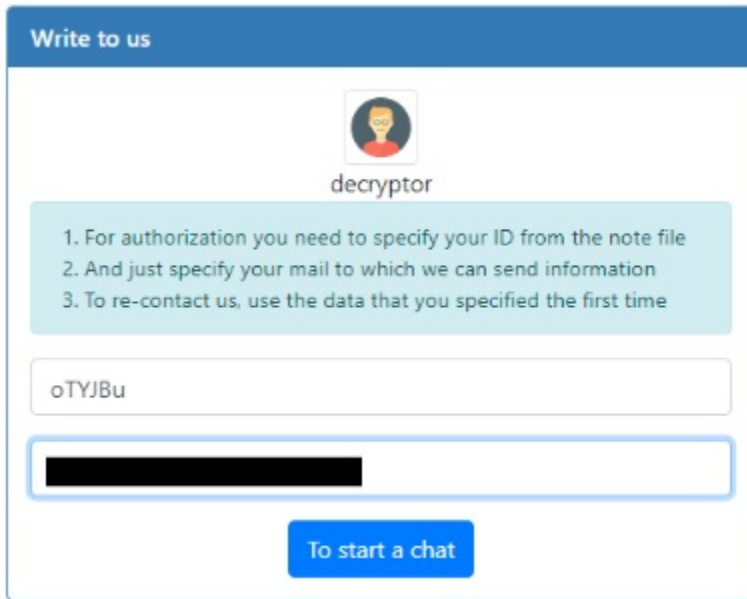 Write to us
decryptor
1. For authorization you need to specify your ID from the note file
2. And just specify your mail to which we can send information
3. To re-contact us, use the data that you specified the first time
oTYJBu
To start a chat